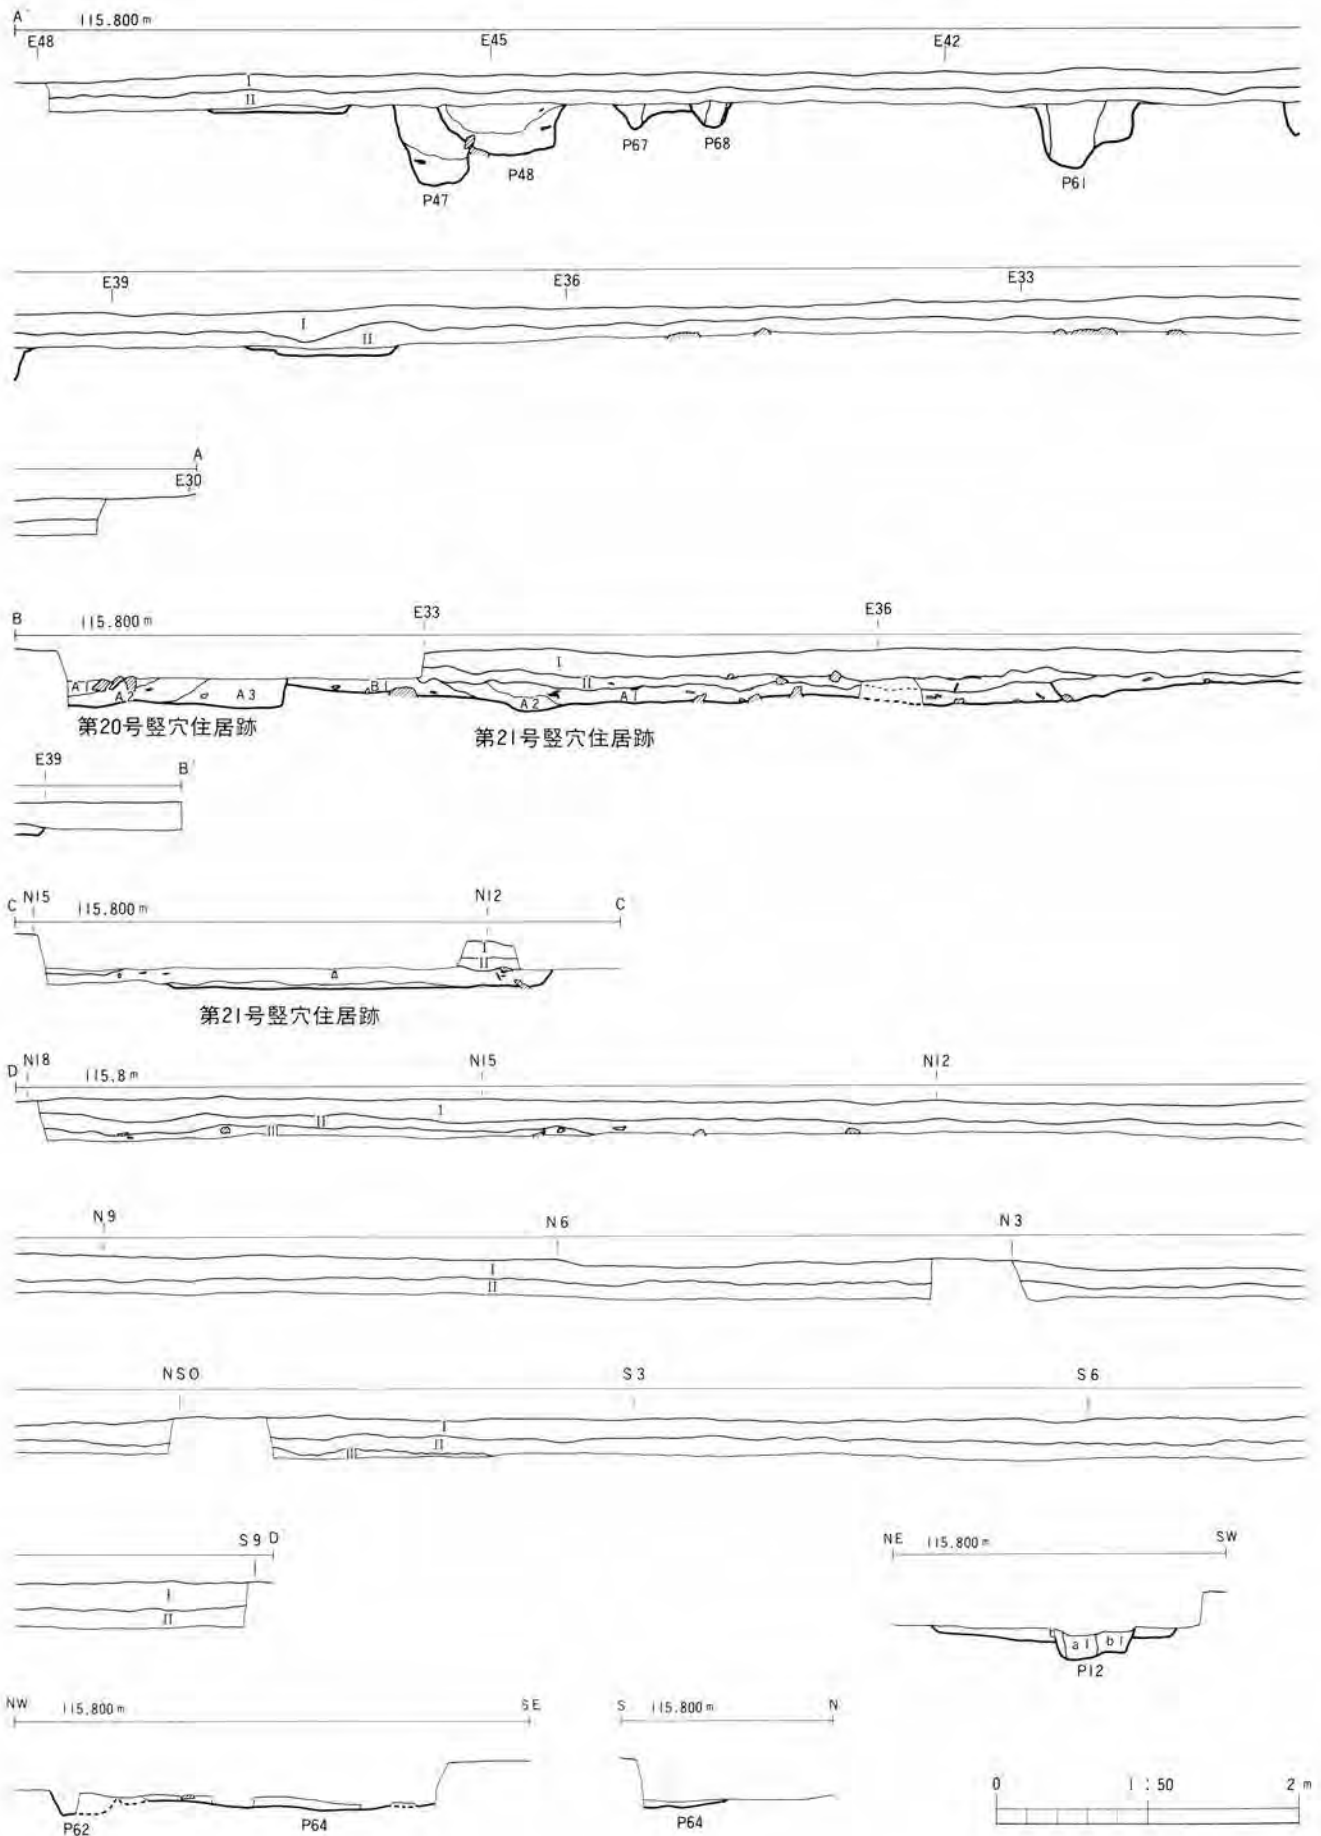 A 115.800m
E48 E45 E42
I
II
P47 P48 P67 P68 P61
E39 E36 E33
I
II
A
E30
B 115.800m E33 E36
I
II
A1 A2 A3 B1 A2 A1
第20号竪穴住居跡 第21号竪穴住居跡
E39 B
C N15 115.800m N12 C
I
II
第21号竪穴住居跡
D N18 115.8m N15 N12
I
II
III
N9 N6 N3
I
II
NS0 S3 S6
I
II
III
S9 D
I
II
NE 115.800m SW
a1 b1
P12
NW 115.800m SE
P62 P64
S 115.800m N
P64
0 1:50 2m